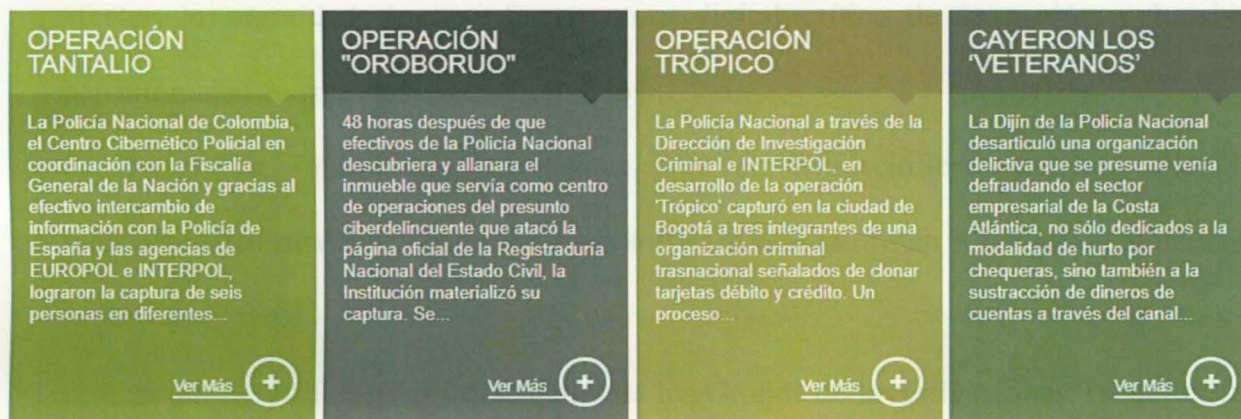 OPERACIÓN
TANTALIO
La Policía Nacional de Colombia,
el Centro Cibernético Policial en
coordinación con la Fiscalía
General de la Nación y gracias al
efectivo intercambio de
información con la Policía de
España y las agencias de
EUROPOL e INTERPOL,
lograron la captura de seis
personas en diferentes...
Ver Más
OPERACIÓN
"OROBORUO"
48 horas después de que
efectivos de la Policía Nacional
descubriera y allanara el
inmueble que servía como centro
de operaciones del presunto
ciberdelincuente que atacó la
página oficial de la Registraduría
Nacional del Estado Civil, la
Institución materializó su
captura. Se...
Ver Más
OPERACIÓN
TRÓPICO
La Policía Nacional a través de la
Dirección de Investigación
Criminal e INTERPOL, en
desarrollo de la operación
'Trópico' capturó en la ciudad de
Bogotá a tres integrantes de una
organización criminal
trasnacional señalados de clonar
tarjetas débito y crédito. Un
proceso...
Ver Más
CAYERON LOS
‘VETERANOS’
La Dijín de la Policía Nacional
desarticuló una organización
delictiva que se presume venía
defraudando el sector
empresarial de la Costa
Atlántica, no sólo dedicados a la
modalidad de hurto por
chequeras, sino también a la
sustracción de dineros de
cuentas a través del canal...
Ver Más